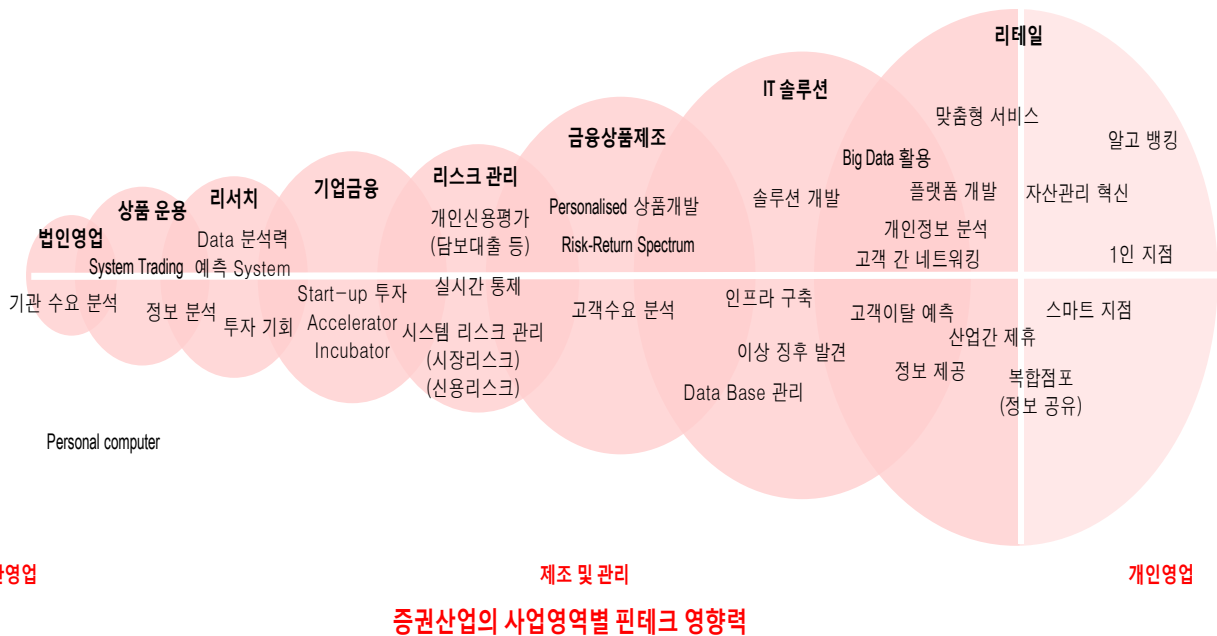 리테일
IT 솔루션
맞춤형 서비스
알고 뱅킹
금융상품제조
Big Data 활용
리스크 관리
기업금융
리서치
상품 운용
플랫폼 개발
자산관리 혁신
솔루션 개발
Personalised 상품개발
개인신용평가
(담보대출 등)
법인영업
Data 분석력
예측 System
개인정보 분석
Risk-Return Spectrum
고객 간 네트워킹
1인 지점
System Trading
기관 수요 분석
정보 분석
투자 기회
Start-up 투자
Accelerator
Incubator
실시간 통제
시스템 리스크 관리
(시장리스크)
(신용리스크)
고객수요 분석
인프라 구축
이상 징후 발견
Data Base 관리
고객이탈 예측
스마트 지점
산업간 제휴
정보 제공
복합점포
(정보 공유)
Personal computer
영업
제조 및 관리
개인영업
증권산업의 사업영역별 핀테크 영향력